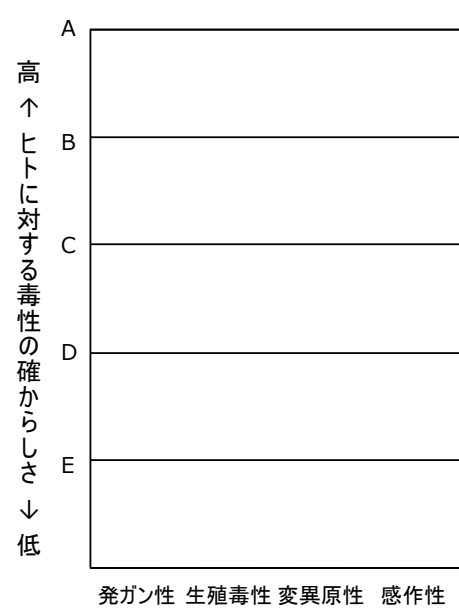 A
B
C
D
E
高 ↑ ヒトに対する毒性の確からしさ ↓ 低
発ガン性 生殖毒性 変異原性 感作性